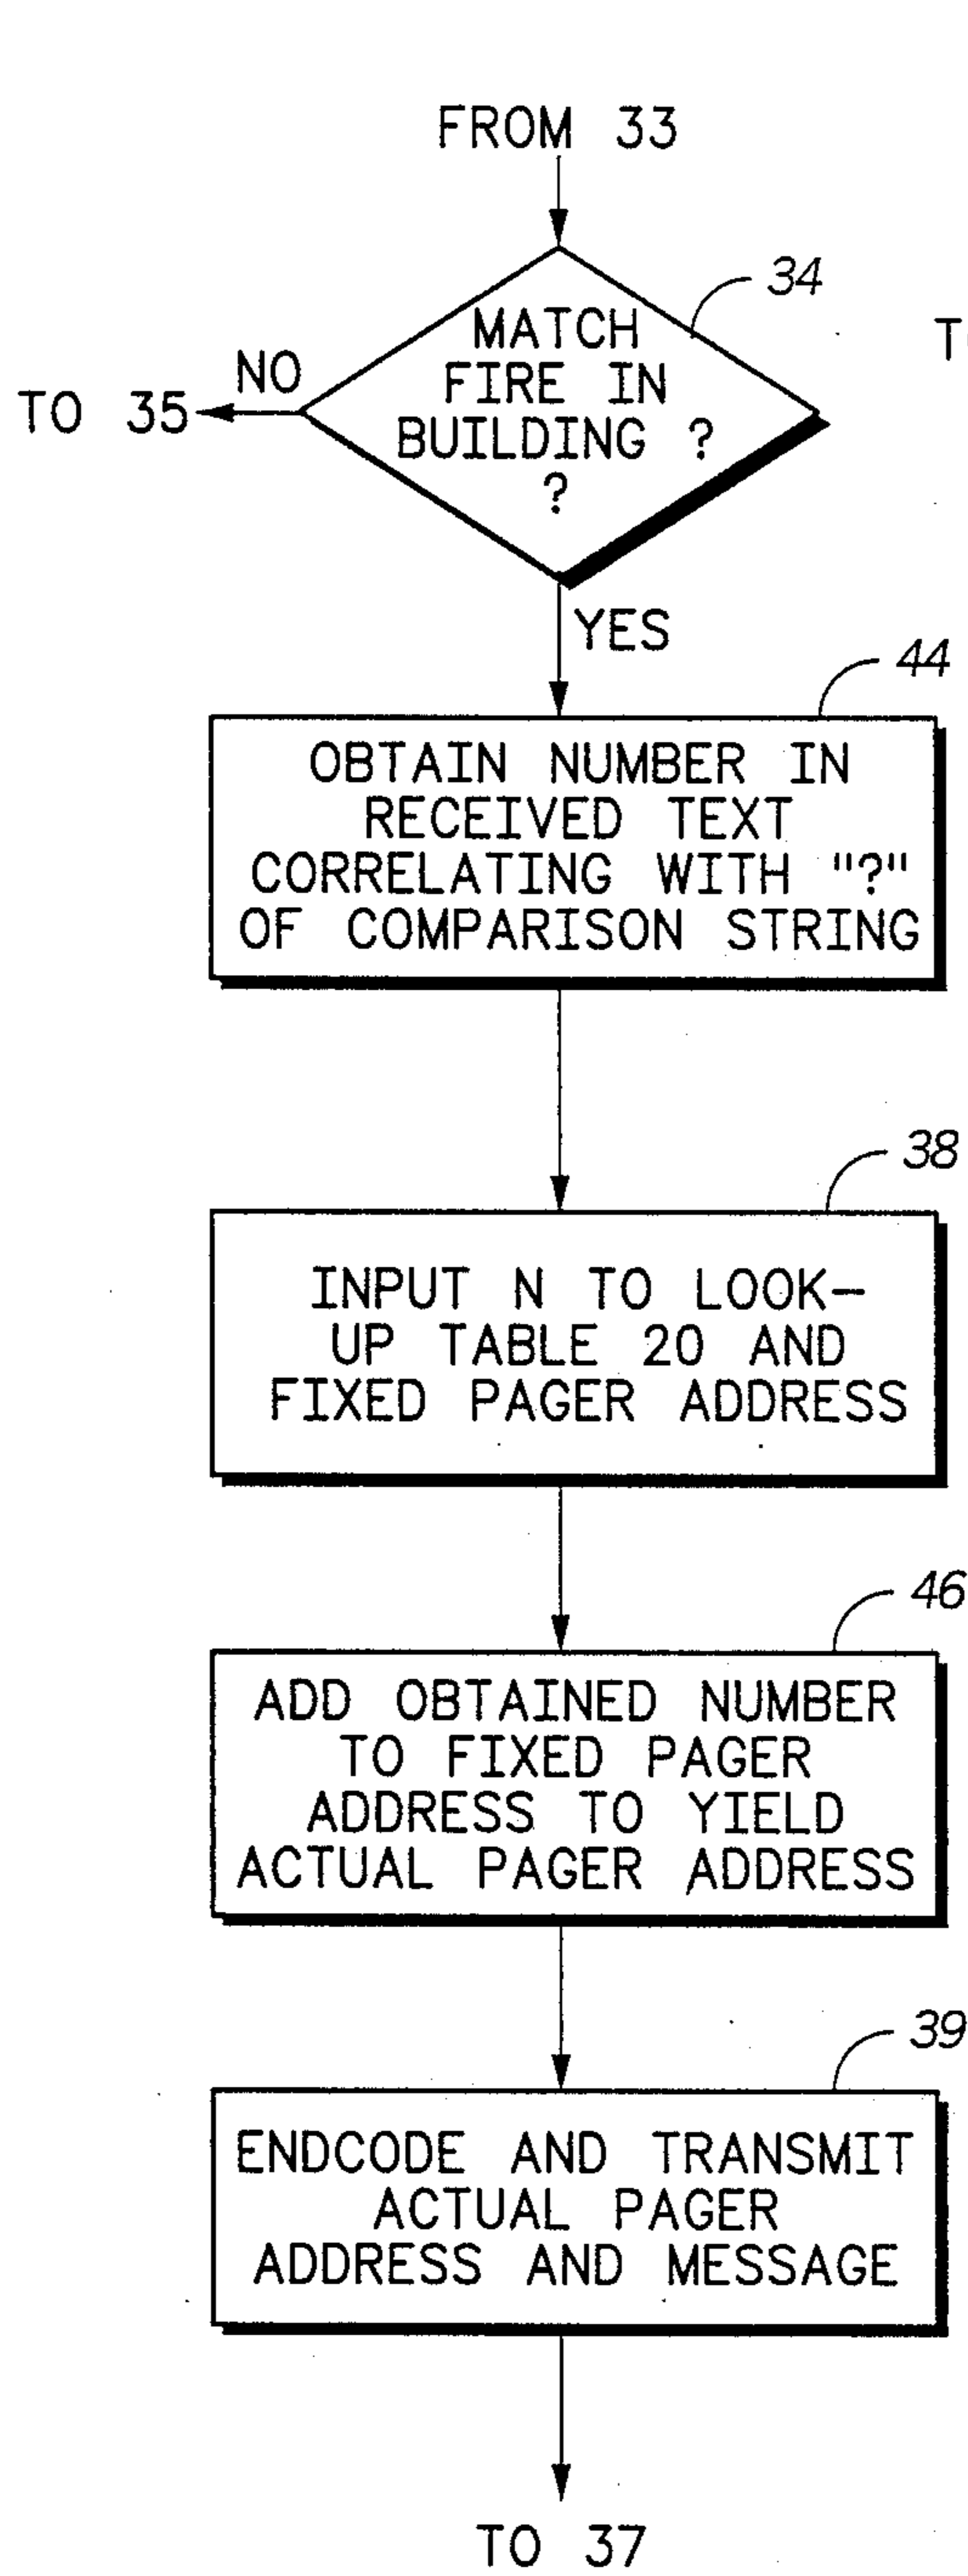 FROM 33
34
MATCH
FIRE IN
BUILDING ?
?
NO
TO 35
YES
44
OBTAIN NUMBER IN
RECEIVED TEXT
CORRELATING WITH "?"
OF COMPARISON STRING
38
INPUT N TO LOOK-
UP TABLE 20 AND
FIXED PAGER ADDRESS
46
ADD OBTAINED NUMBER
TO FIXED PAGER
ADDRESS TO YIELD
ACTUAL PAGER ADDRESS
39
ENDCODE AND TRANSMIT
ACTUAL PAGER
ADDRESS AND MESSAGE
TO 37